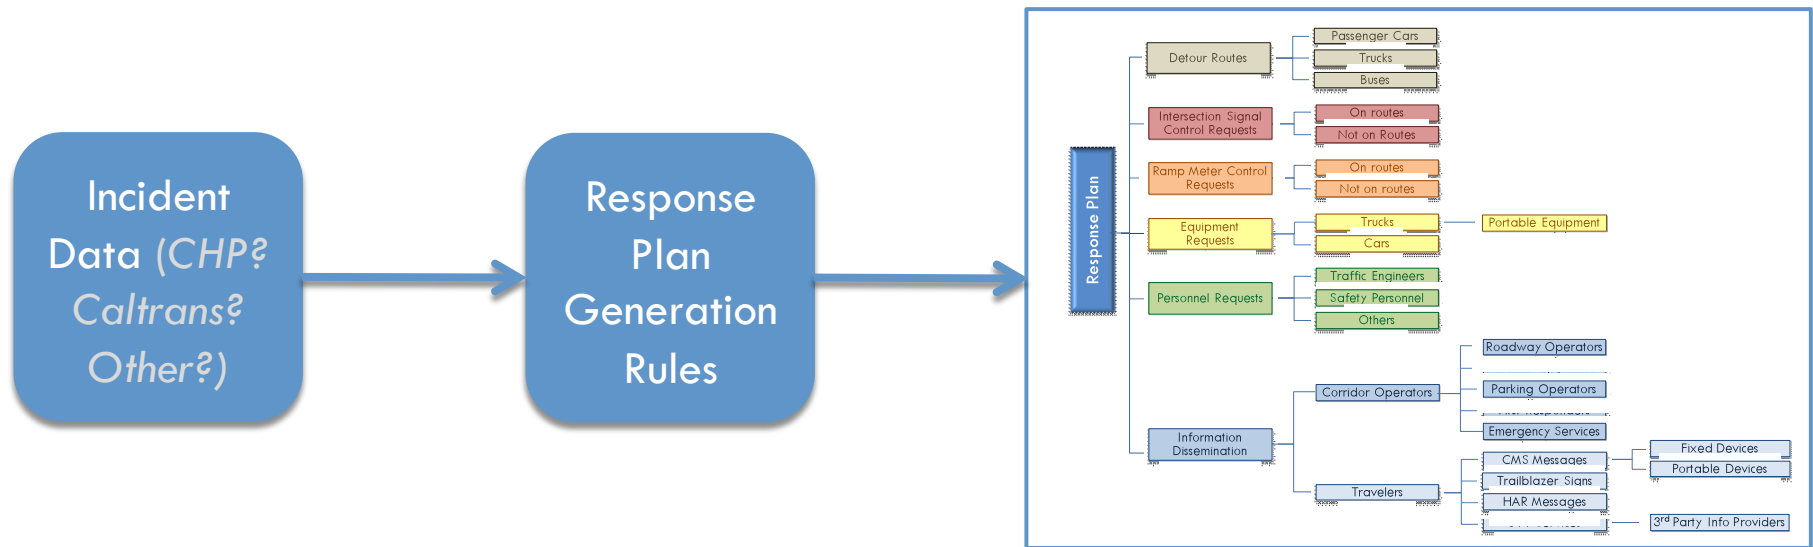 Incident
Data (CHP?
Caltrans?
Other?)
Response
Plan
Generation
Rules
Response Plan
Detour Routes
Passenger Cars
Trucks
Buses
Intersection Signal
Control Requests
On routes
Not on Routes
Ramp Meter Control
Requests
On routes
Not on routes
Equipment
Requests
Trucks
Portable Equipment
Cars
Personnel Requests
Traffic Engineers
Safety Personnel
Others
Information
Dissemination
Corridor Operators
Roadway Operators
Parking Operators
Emergency Services
Travelers
CMS Messages
Fixed Devices
Portable Devices
Trailblazer Signs
HAR Messages
3rd Party Info Providers